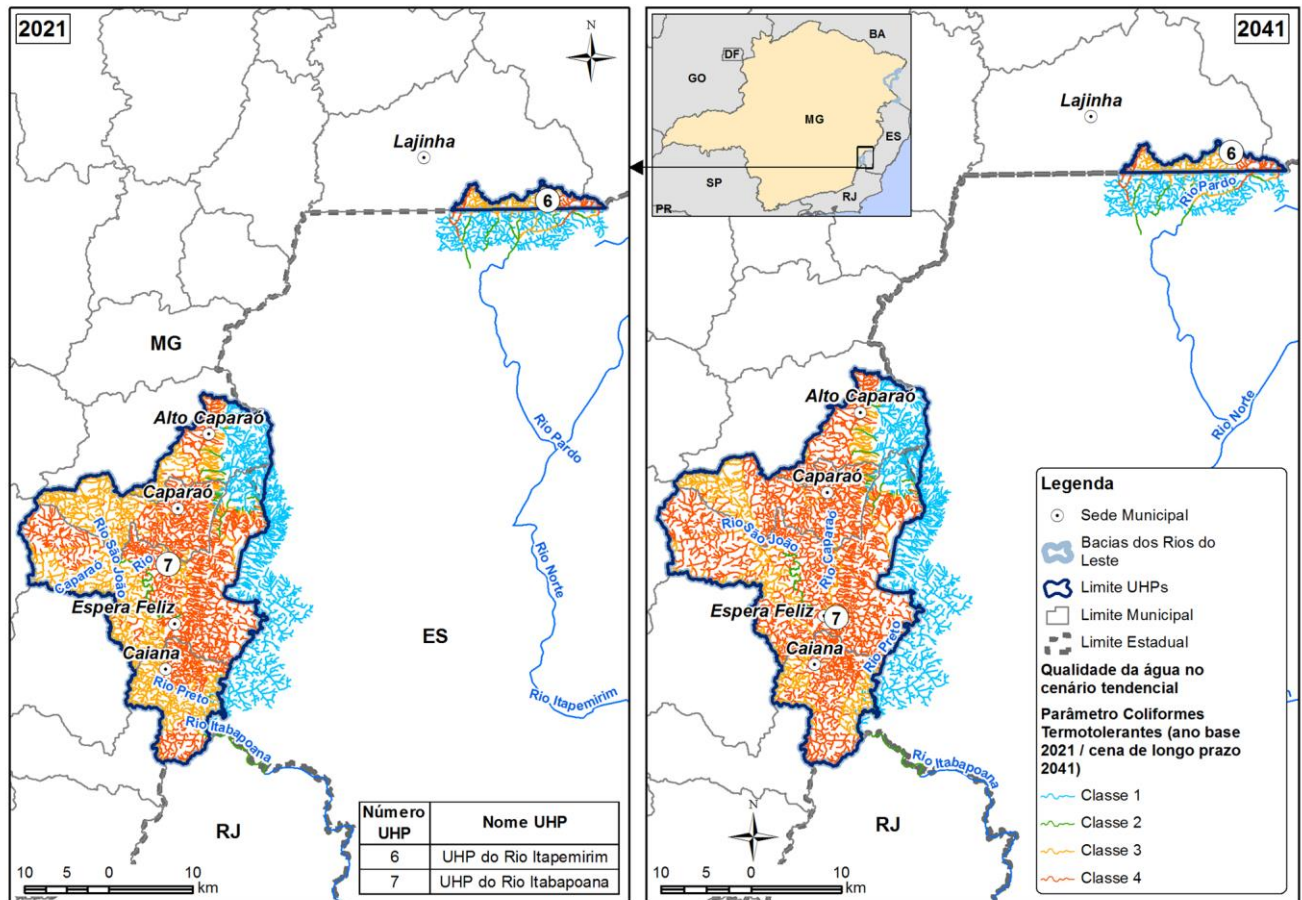 2021
N
Lajinha
6
MG
Alto Caparaó
Caparaó
Rio São João
Rio
Caparaó
7
Espera Feliz
Caiana
Rio Preto
Rio Itabapoana
Rio Pardo
Rio Norte
Rio Itapemirim
ES
RJ
Número UHP
Nome UHP
6
UHP do Rio Itapemirim
7
UHP do Rio Itabapoana
10 5 0 10
km
BA
DF
GO
MG
ES
SP
RJ
PR
2041
Lajinha
6
Rio Pardo
Rio Norte
Alto Caparaó
Caparaó
Rio São João
Rio Caparaó
Espera Feliz
7
Caiana
Rio Preto
Rio Itabapoana
N
RJ
10 5 0 10
km
Legenda
Sede Municipal
Bacias dos Rios do
Leste
Limite UHPs
Limite Municipal
Limite Estadual
Qualidade da água no
cenário tendencial
Parâmetro Coliformes
Termotolerantes (ano base
2021 / cena de longo prazo
2041)
Classe 1
Classe 2
Classe 3
Classe 4